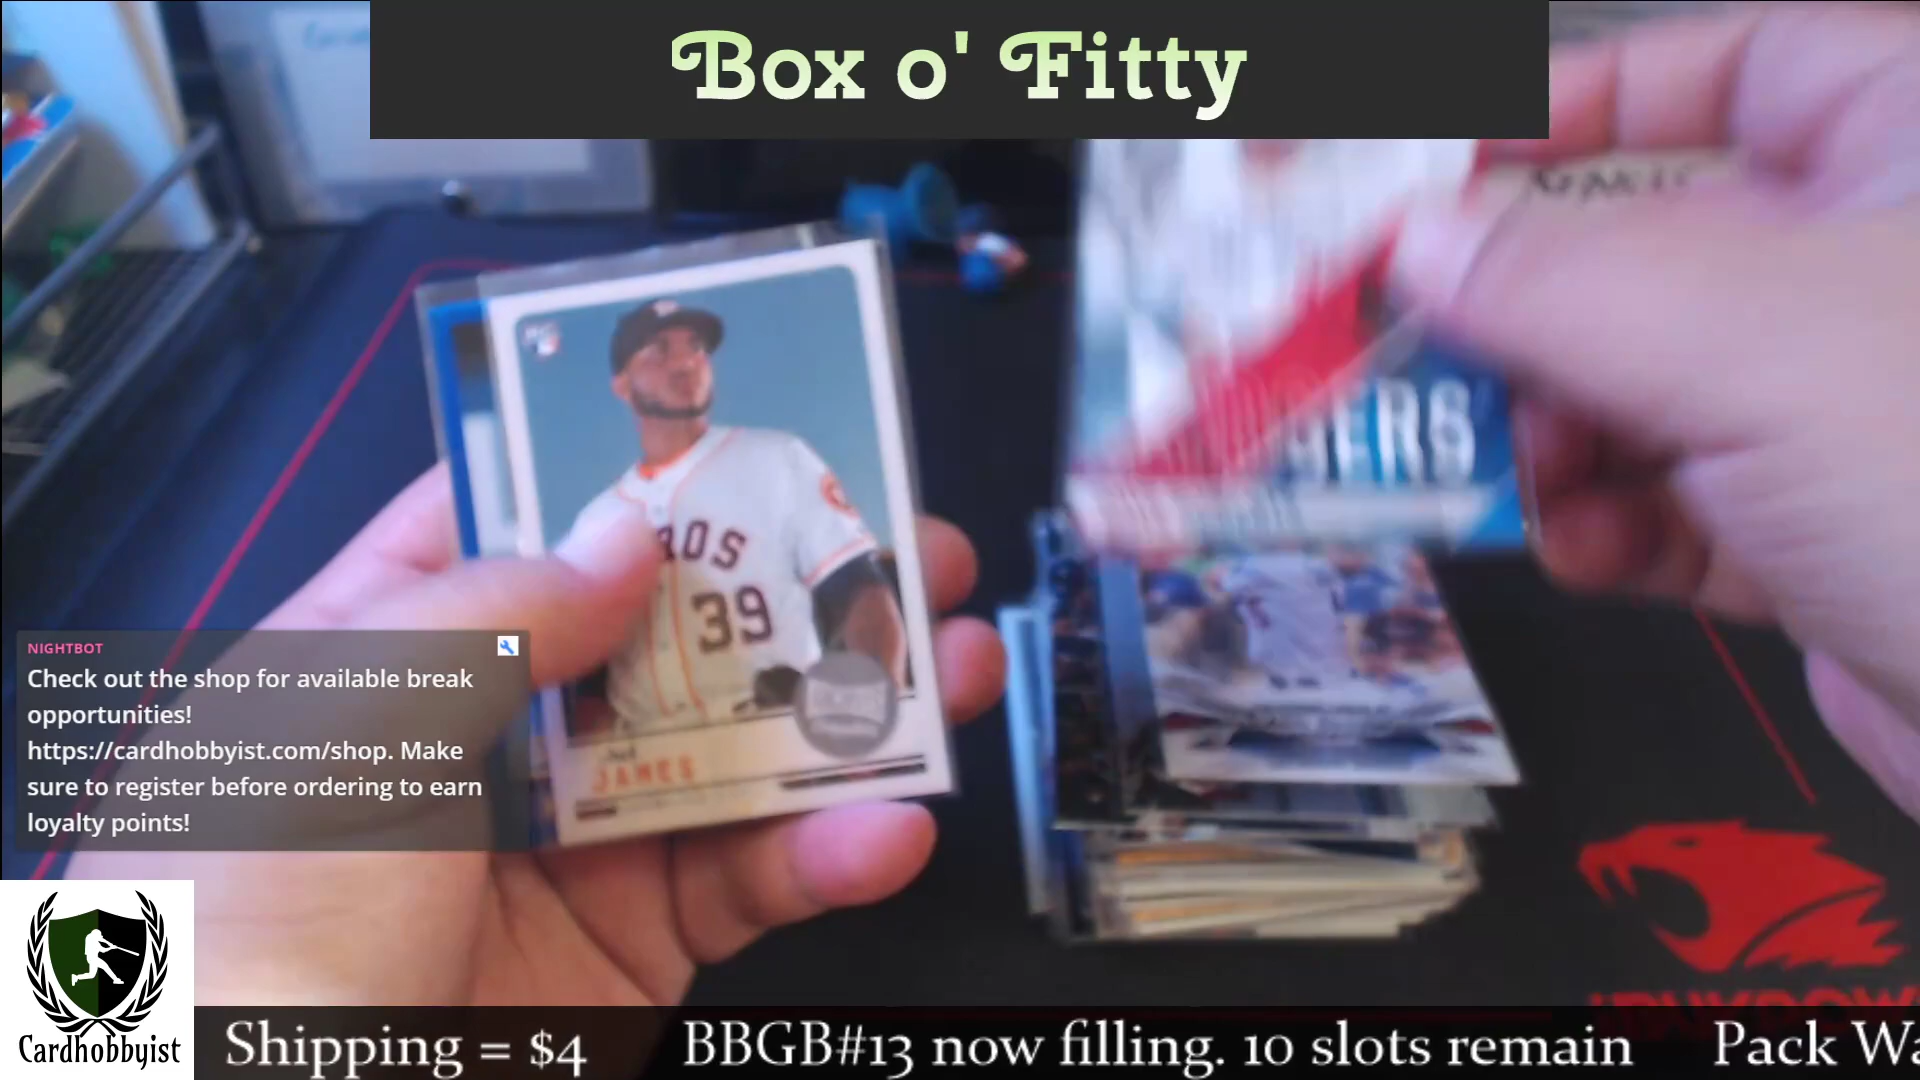 Box o' Fitty
ROS
39
JAMES
NIGHTBOT
Check out the shop for available break
opportunities!
https://cardhobbyist.com/shop. Make
sure to register before ordering to earn
loyalty points!
Cardhobbyist
Shipping = $4 BBGB#13 now filling. 10 slots remain Pack Wa